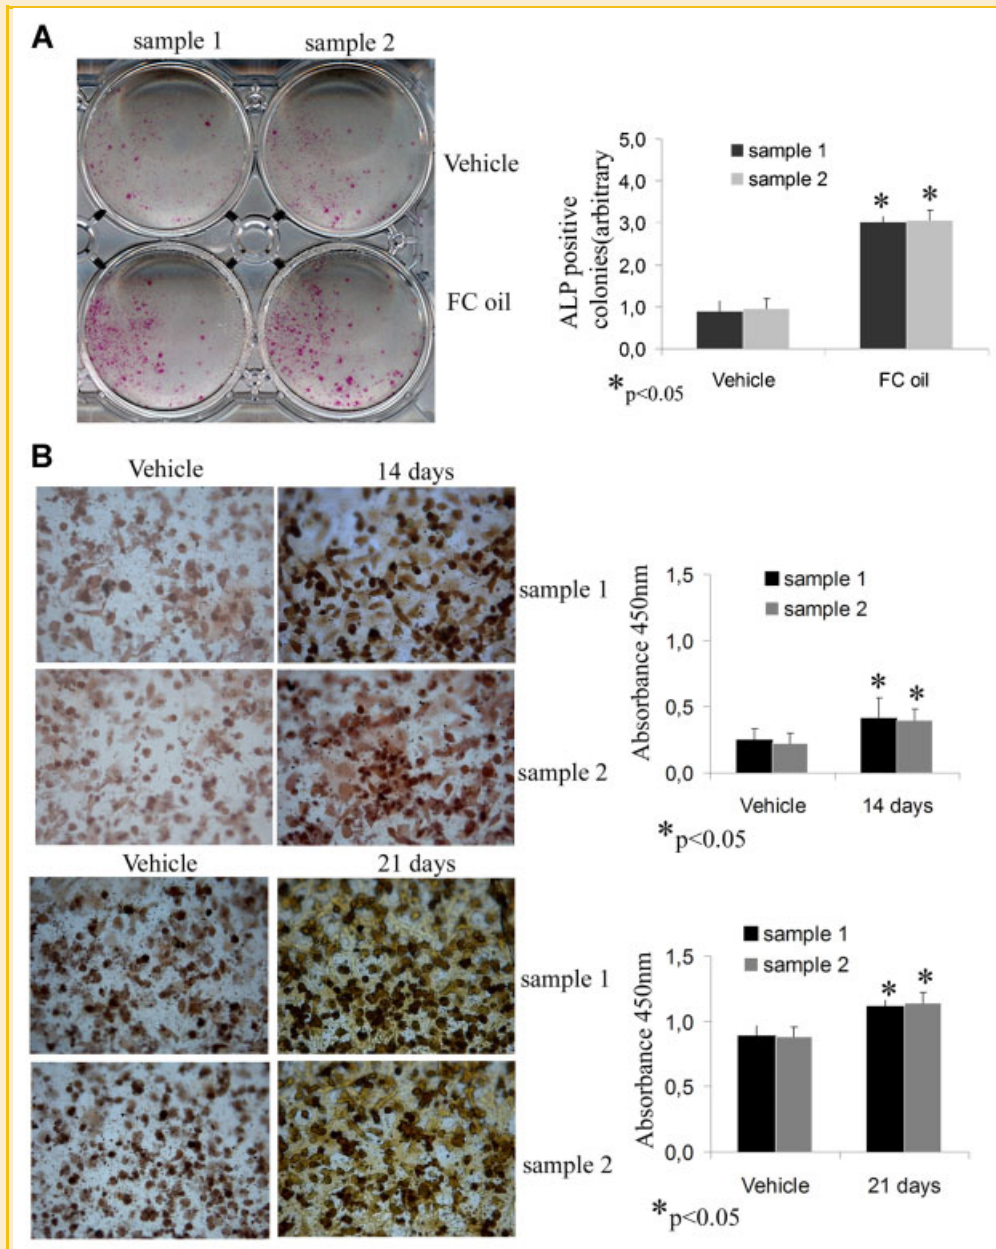 A
sample 1
sample 2
Vehicle
FC oil
ALP positive
colonies(arbitrary
5,0
4,0
3,0
2,0
1,0
0,0
sample 1
sample 2
*
*
Vehicle
FC oil
*p<0.05
B
Vehicle
14 days
sample 1
sample 2
Absorbance 450nm
1,5
1,0
0,5
0,0
sample 1
sample 2
*
*
Vehicle
14 days
*p<0.05
Vehicle
21 days
sample 1
sample 2
Absorbance 450nm
1,5
1,0
0,5
0,0
sample 1
sample 2
*
*
Vehicle
21 days
*p<0.05